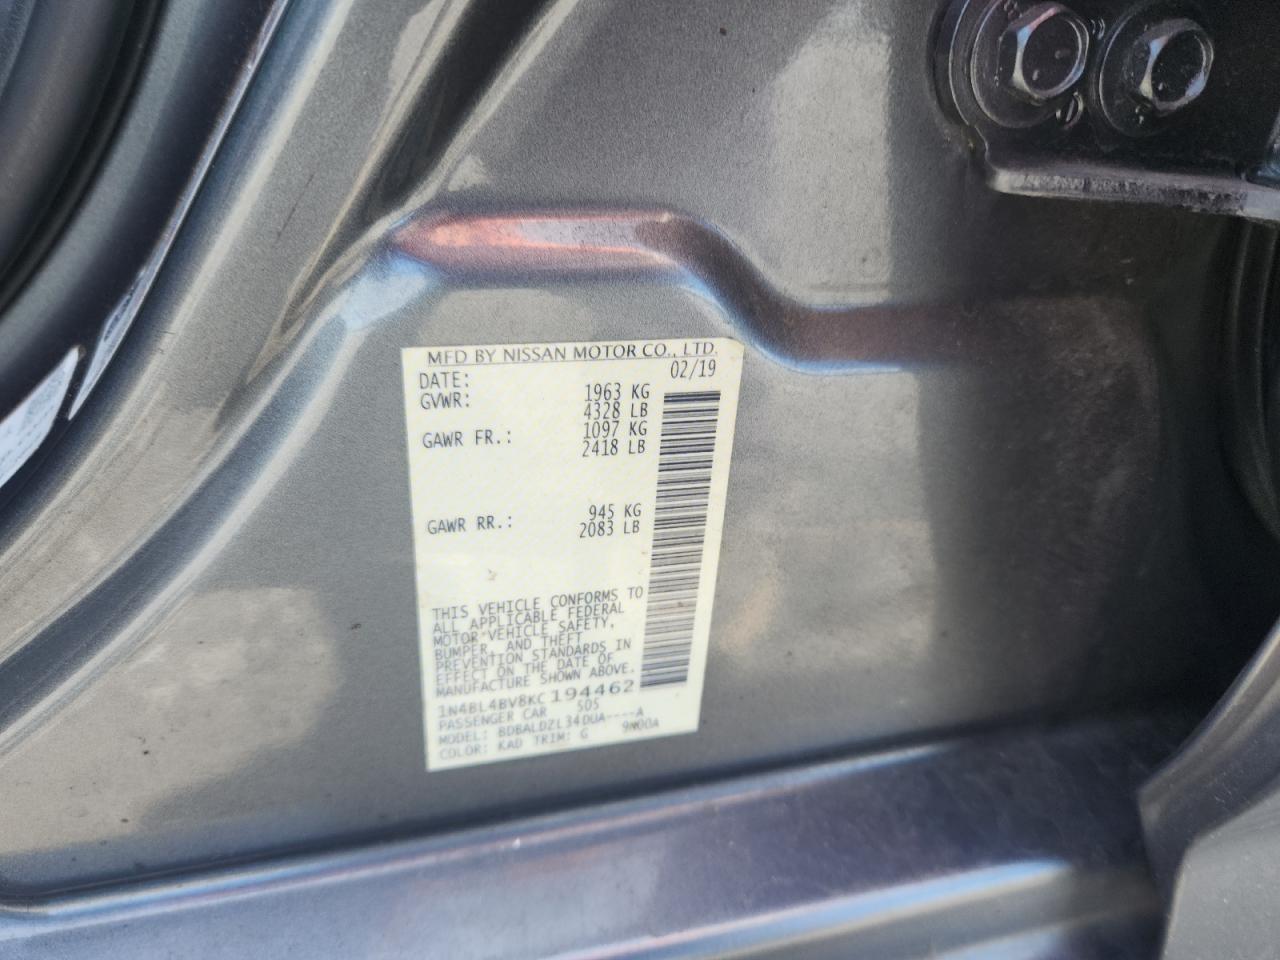 MFD BY NISSAN MOTOR CO., LTD.
DATE: 02/19
GVWR: 1963 KG
4328 LB
GAWR FR.: 1097 KG
2418 LB
GAWR RR.: 945 KG
2083 LB
THIS VEHICLE CONFORMS TO
ALL APPLICABLE FEDERAL
MOTOR VEHICLE SAFETY,
BUMPER, AND THEFT
PREVENTION STANDARDS IN
EFFECT ON THE DATE OF
MANUFACTURE SHOWN ABOVE.
1N4BL4BV8KC194462
PASSENGER CAR SDS
MODEL: BDBALDZL34DUA----A
COLOR: KAD TRIM: G 9N00A